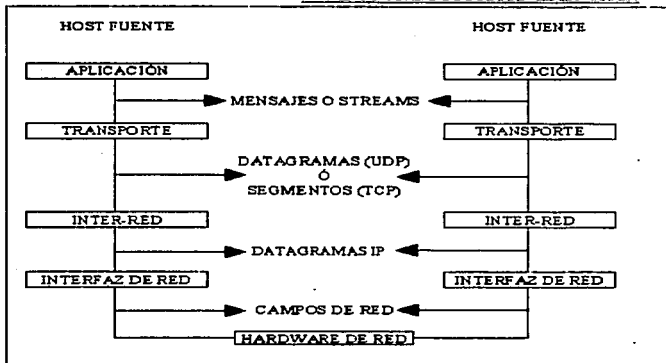 HOST FUENTE HOST FUENTE
APLICACIÓN APLICACIÓN
MENSAJES O STREAMS
TRANSPORTE TRANSPORTE
DATAGRAMAS (UDP)
Ó
SEGMENTOS (TCP)
INTER-RED INTER-RED
DATAGRAMAS IP
INTERFAZ DE RED INTERFAZ DE RED
CAMPOS DE RED
HARDWARE DE RED